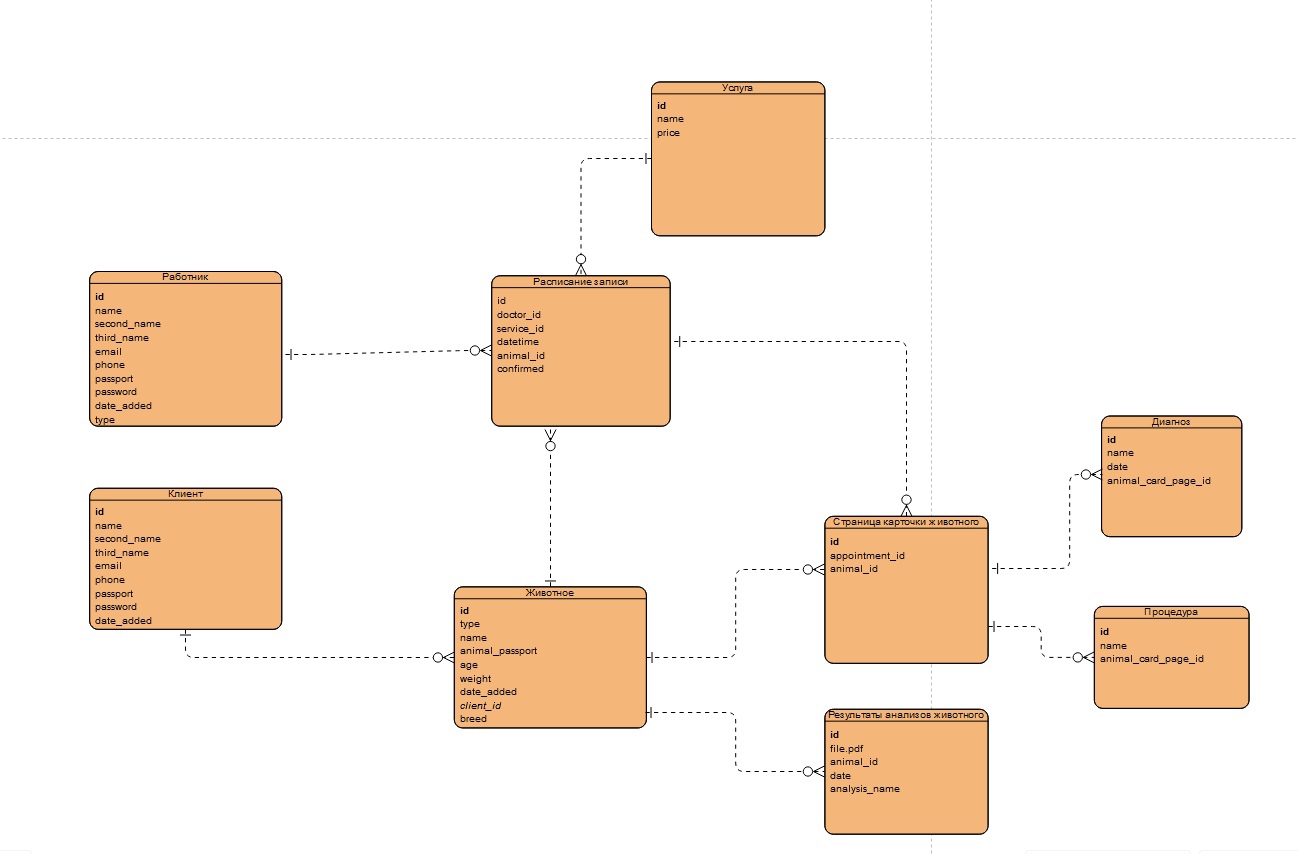 Услуга
id
name
price
Работник
id
name
second_name
third_name
email
phone
passport
password
date_added
type
Расписание записи
id
doctor_id
service_id
datetime
animal_id
confirmed
Клиент
id
name
second_name
third_name
email
phone
passport
password
date_added
Животное
id
type
name
animal_passport
age
weight
date_added
client_id
breed
Страница карточки животного
id
appointment_id
animal_id
Диагноз
id
name
date
animal_card_page_id
Процедура
id
name
animal_card_page_id
Результаты анализов животного
id
file.pdf
animal_id
date
analysis_name